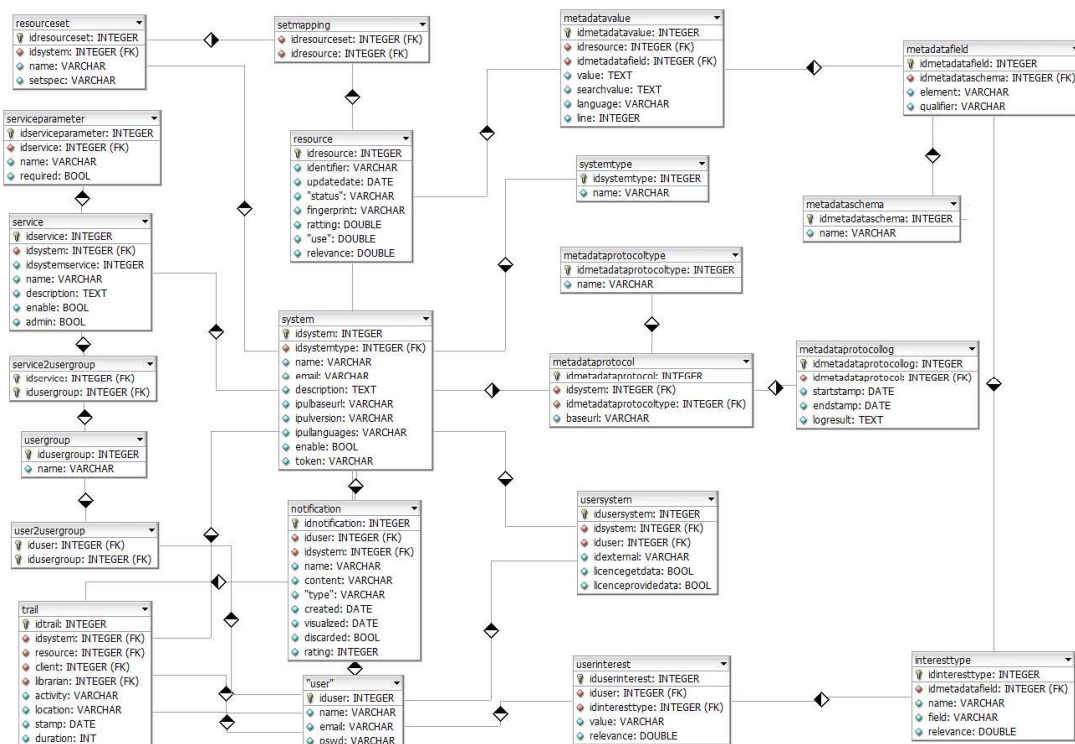 resourceset
idresourceset: INTEGER
idsystem: INTEGER (FK)
name: VARCHAR
setspec: VARCHAR
setmapping
idresourceset: INTEGER (FK)
idresource: INTEGER (FK)
metadatavalue
idmetadatavalue: INTEGER
idresource: INTEGER (FK)
idmetadatafield: INTEGER (FK)
value: TEXT
searchvalue: TEXT
language: VARCHAR
line: INTEGER
metadatafield
idmetadatafield: INTEGER
idmetadataschema: INTEGER (FK)
element: VARCHAR
qualifier: VARCHAR
serviceparameter
idserviceparameter: INTEGER
idservice: INTEGER (FK)
name: VARCHAR
required: BOOL
resource
idresource: INTEGER
identifier: VARCHAR
updatedate: DATE
"status": VARCHAR
fingerprint: VARCHAR
ratting: DOUBLE
"use": DOUBLE
relevance: DOUBLE
systemtype
idsystemtype: INTEGER
name: VARCHAR
metadataschema
idmetadataschema: INTEGER
name: VARCHAR
service
idservice: INTEGER
idsystem: INTEGER (FK)
idsystemservice: INTEGER
name: VARCHAR
description: TEXT
enable: BOOL
admin: BOOL
metadataprotocoltype
idmetadataprotocoltype: INTEGER
name: VARCHAR
system
idsystem: INTEGER
idsystemtype: INTEGER (FK)
name: VARCHAR
email: VARCHAR
description: TEXT
ipulbaseurl: VARCHAR
ipulversion: VARCHAR
ipullanguages: VARCHAR
enable: BOOL
token: VARCHAR
metadataprotocol
idmetadataprotocol: INTEGER
idsystem: INTEGER (FK)
idmetadataprotocoltype: INTEGER (FK)
baseurl: VARCHAR
metadataprotocollog
idmetadataprotocollog: INTEGER
idmetadataprotocol: INTEGER (FK)
startstamp: DATE
endstamp: DATE
logresult: TEXT
service2usergroup
idservice: INTEGER (FK)
idusergroup: INTEGER (FK)
usergroup
idusergroup: INTEGER
name: VARCHAR
user2usergroup
iduser: INTEGER (FK)
idusergroup: INTEGER (FK)
notification
idnotification: INTEGER
iduser: INTEGER (FK)
idsystem: INTEGER (FK)
name: VARCHAR
content: VARCHAR
"type": VARCHAR
created: DATE
visualized: DATE
discarded: BOOL
rating: INTEGER
usersystem
idusersystem: INTEGER
idsystem: INTEGER (FK)
iduser: INTEGER (FK)
idexternal: VARCHAR
licencegetdata: BOOL
licenceprovidedata: BOOL
trail
idtrail: INTEGER
idsystem: INTEGER (FK)
resource: INTEGER (FK)
client: INTEGER (FK)
librarian: INTEGER (FK)
activity: VARCHAR
location: VARCHAR
stamp: DATE
duration: INT
"user"
iduser: INTEGER
name: VARCHAR
email: VARCHAR
pswd: VARCHAR
userinterest
iduserinterest: INTEGER
iduser: INTEGER (FK)
idinteresttype: INTEGER (FK)
value: VARCHAR
relevance: DOUBLE
interesttype
idinteresttype: INTEGER
idmetadatafield: INTEGER (FK)
name: VARCHAR
field: VARCHAR
relevance: DOUBLE